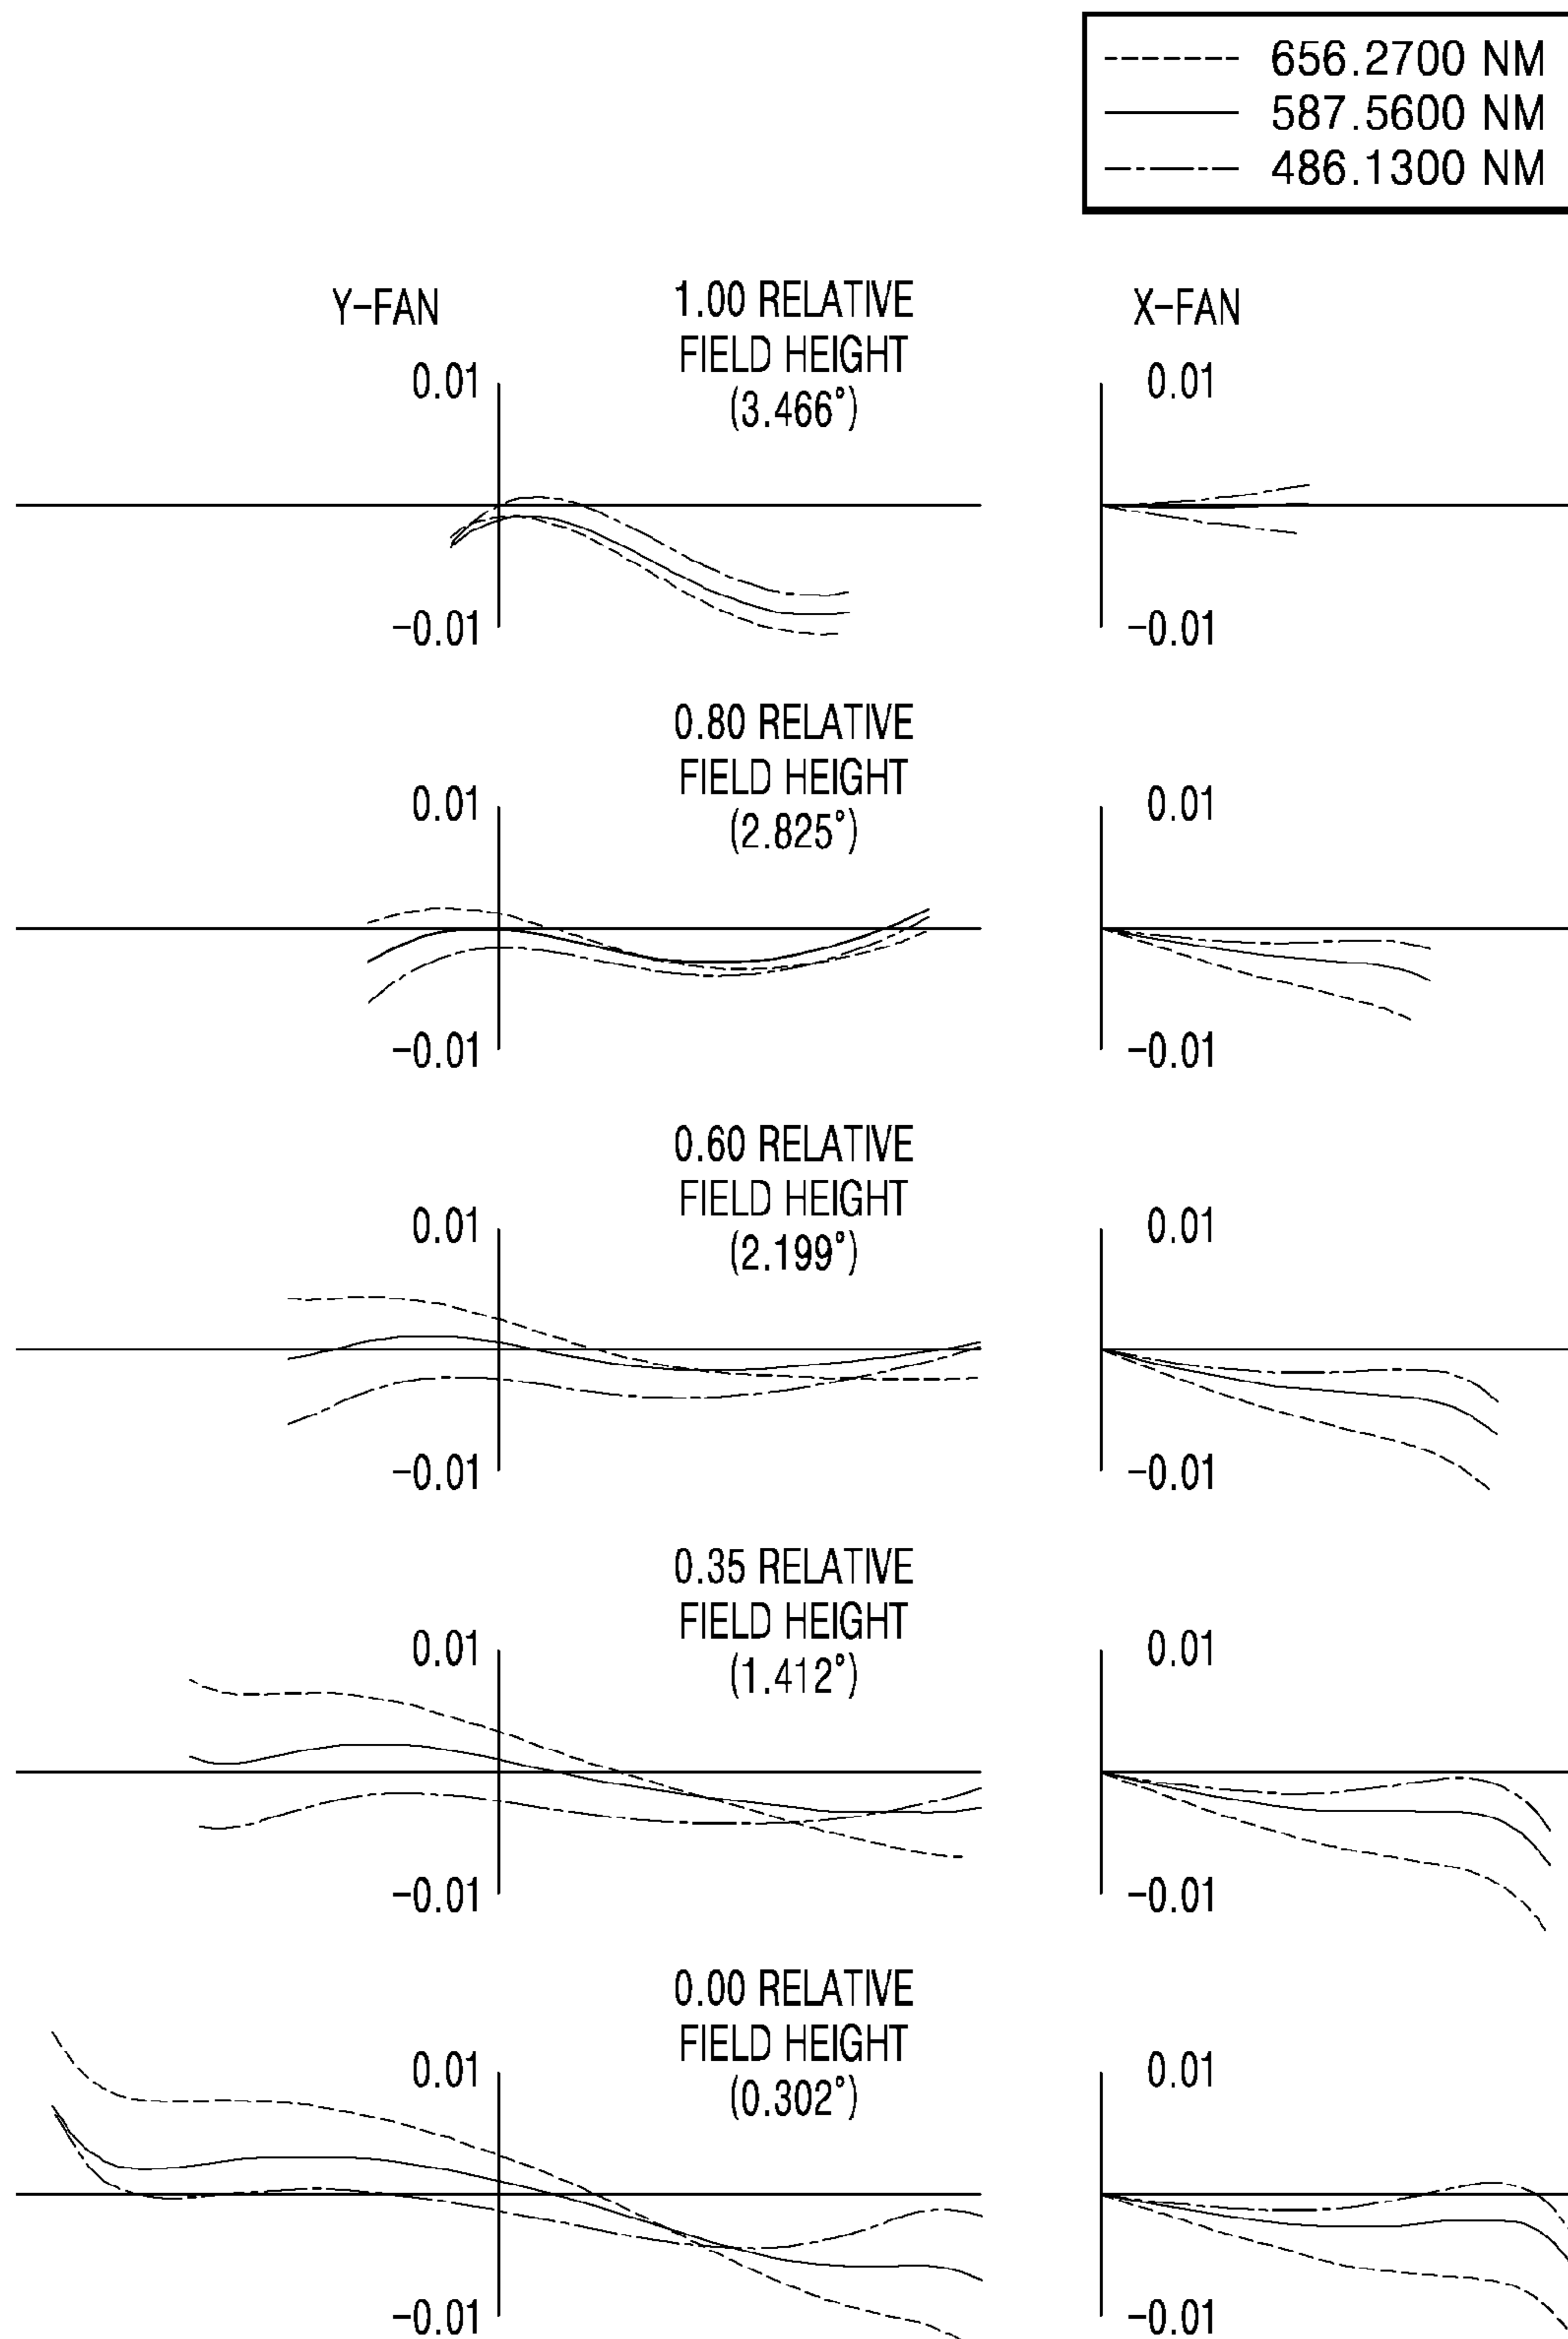 656.2700 NM
587.5600 NM
486.1300 NM
Y-FAN
1.00 RELATIVE
FIELD HEIGHT
(3.466°)
X-FAN
0.01
0.01
-0.01
-0.01
0.80 RELATIVE
FIELD HEIGHT
(2.825°)
0.01
0.01
-0.01
-0.01
0.60 RELATIVE
FIELD HEIGHT
(2.199°)
0.01
0.01
-0.01
-0.01
0.35 RELATIVE
FIELD HEIGHT
(1.412°)
0.01
0.01
-0.01
-0.01
0.00 RELATIVE
FIELD HEIGHT
(0.302°)
0.01
0.01
-0.01
-0.01